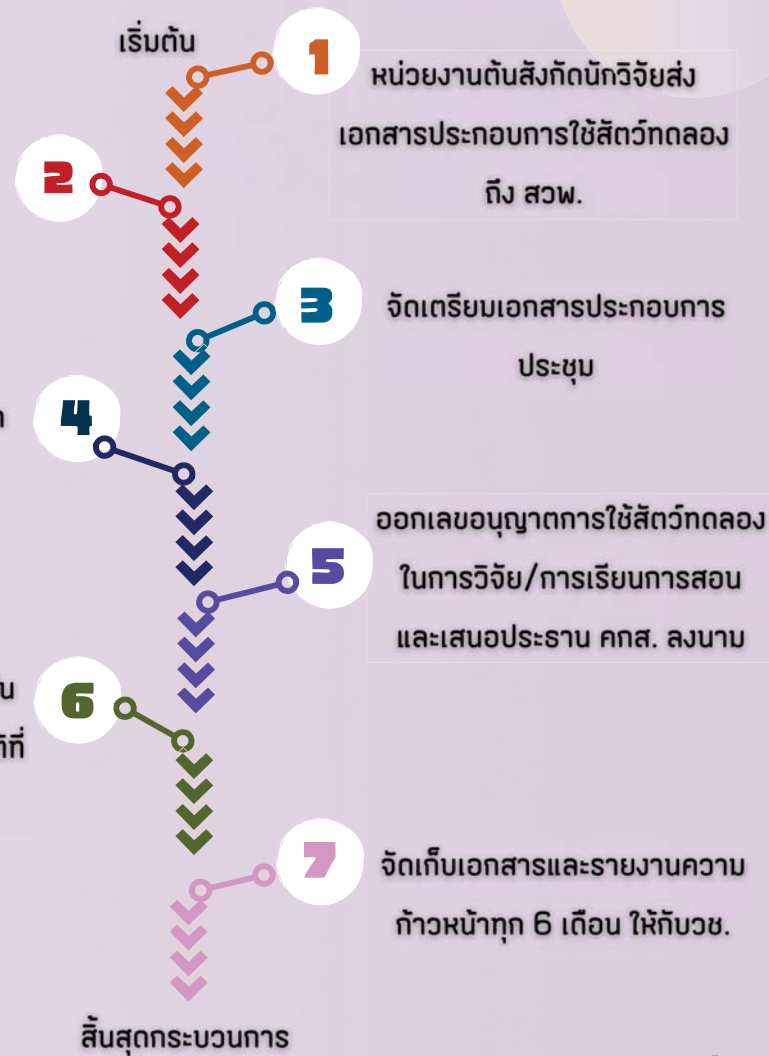 เริ่มต้น
1
หน่วยงานต้นสังกัดนักวิจัยส่ง
เอกสารประกอบการใช้สัตว์ทดลอง
ถึง สวพ.
2
3
จัดเตรียมเอกสารประกอบการ
ประชุม
4
5
ออกเลขอนุญาตการใช้สัตว์ทดลอง
ในการวิจัย/การเรียนการสอน
และเสนอประธาน คกส. ลงนาม
6
7
จัดเก็บเอกสารและรายงานความ
ก้าวหน้าทุก 6 เดือน ให้กับวช.
สิ้นสุดกระบวนการ